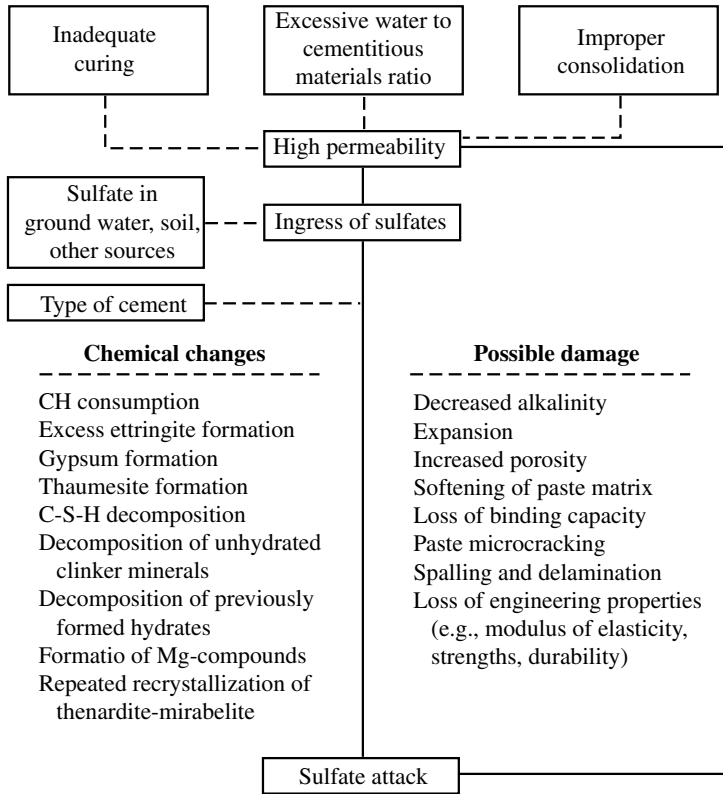 Inadequate
curing
Excessive water to
cementitious
materials ratio
Improper
consolidation
High permeability
Sulfate in
ground water, soil,
other sources
Ingress of sulfates
Type of cement
Chemical changes
CH consumption
Excess ettringite formation
Gypsum formation
Thaumesite formation
C-S-H decomposition
Decomposition of unhydrated
clinker minerals
Decomposition of previously
formed hydrates
Formatio of Mg-compounds
Repeated recrystallization of
thenardite-mirabelite
Possible damage
Decreased alkalinity
Expansion
Increased porosity
Softening of paste matrix
Loss of binding capacity
Paste microcracking
Spalling and delamination
Loss of engineering properties
(e.g., modulus of elasticity,
strengths, durability)
Sulfate attack